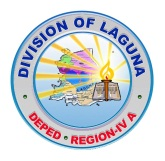 DIVISION OF LAGUNA
DEPED • REGION-IV A